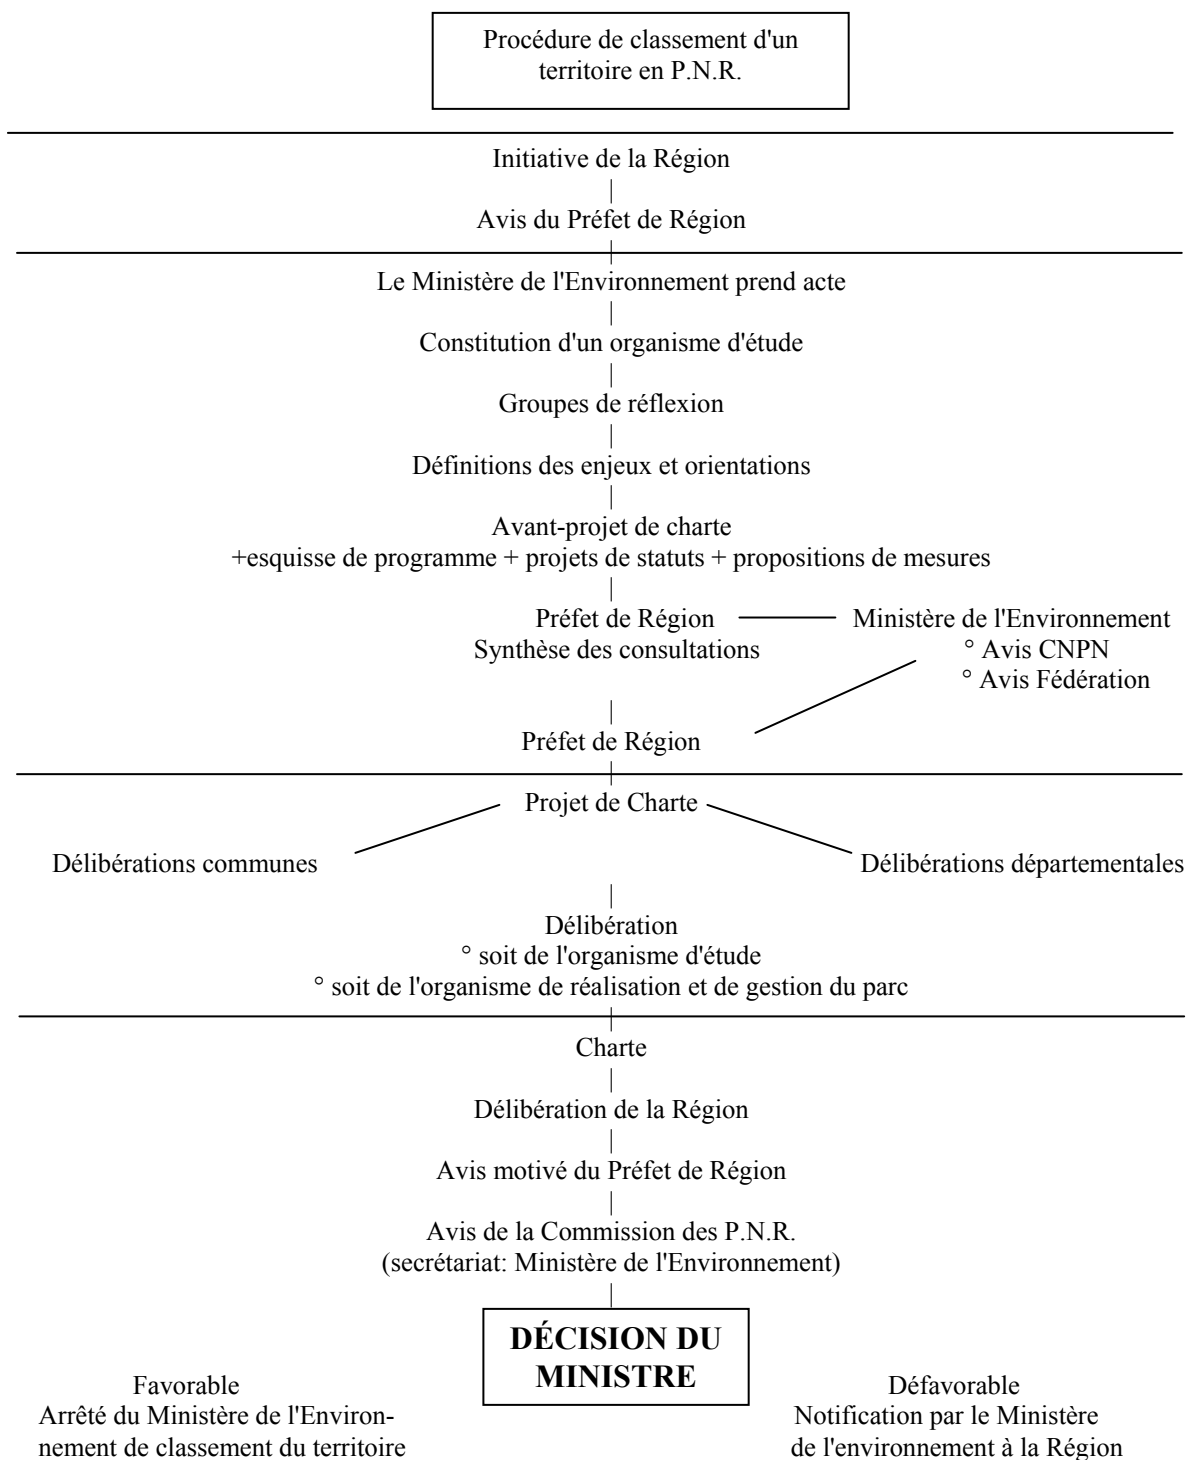 Procédure de classement d'un
territoire en P.N.R.
Initiative de la Région
Avis du Préfet de Région
Le Ministère de l'Environnement prend acte
Constitution d'un organisme d'étude
Groupes de réflexion
Définitions des enjeux et orientations
Avant-projet de charte
+esquisse de programme + projets de statuts + propositions de mesures
Préfet de Région Ministère de l'Environnement
Synthèse des consultations ° Avis CNPN
° Avis Fédération
Préfet de Région
Projet de Charte
Délibérations communes Délibérations départementales
Délibération
° soit de l'organisme d'étude
° soit de l'organisme de réalisation et de gestion du parc
Charte
Délibération de la Région
Avis motivé du Préfet de Région
Avis de la Commission des P.N.R.
(secrétariat: Ministère de l'Environnement)
DÉCISION DU
MINISTRE
Favorable
Arrêté du Ministère de l'Environ-
nement de classement du territoire
Défavorable
Notification par le Ministère
de l'environnement à la Région